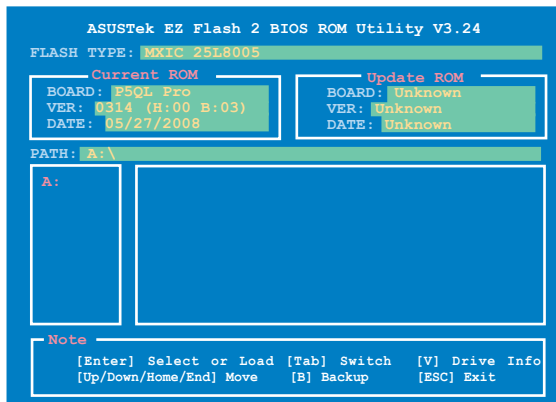 ASUSTek EZ Flash 2 BIOS ROM Utility V3.24
FLASH TYPE: MXIC 25L8005
Current ROM
BOARD: P5QL Pro
VER: 0314 (H:00 B:03)
DATE: 05/27/2008
Update ROM
BOARD: Unknown
VER: Unknown
DATE: Unknown
PATH: A:\
A:
Note
[Enter] Select or Load [Tab] Switch [V] Drive Info
[Up/Down/Home/End] Move [B] Backup [ESC] Exit